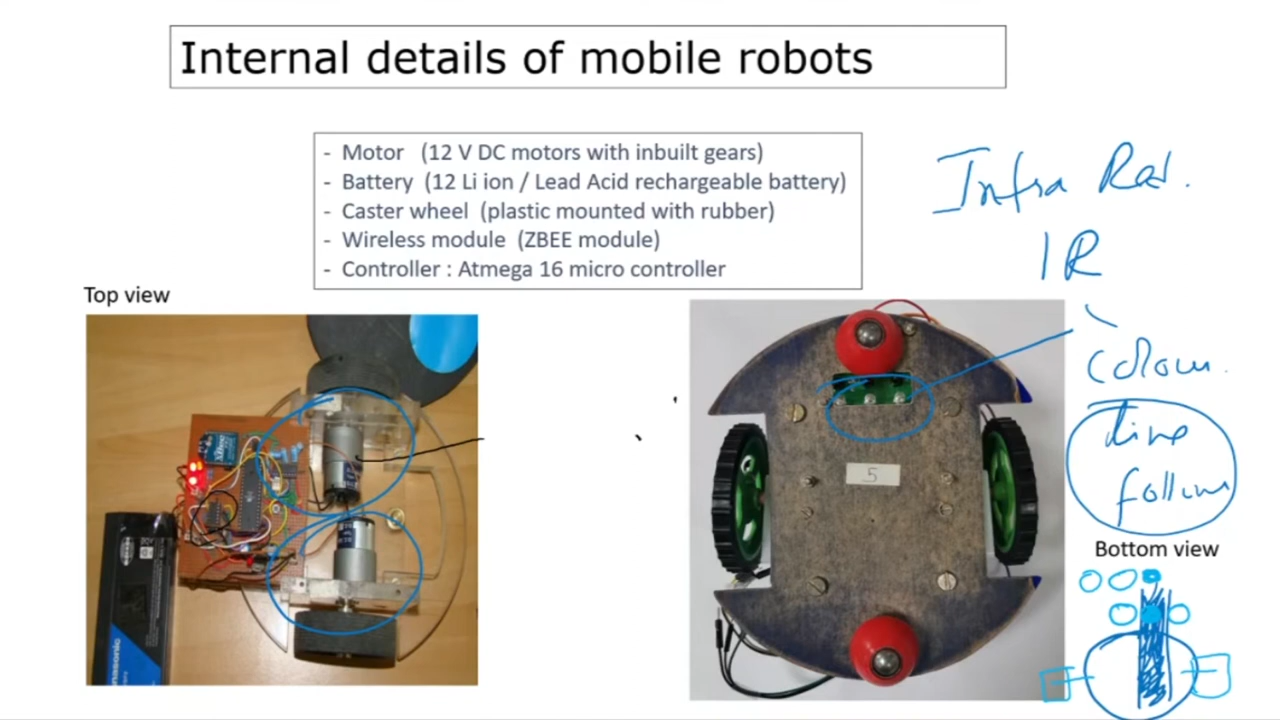 Internal details of mobile robots
- Motor (12 V DC motors with inbuilt gears)
- Battery (12 Li ion / Lead Acid rechargeable battery)
- Caster wheel (plastic mounted with rubber)
- Wireless module (ZBEE module)
- Controller : Atmega 16 micro controller
Infra Red.
IR
Top view
Colour.
line
follow
5
Bottom view
Panasonic